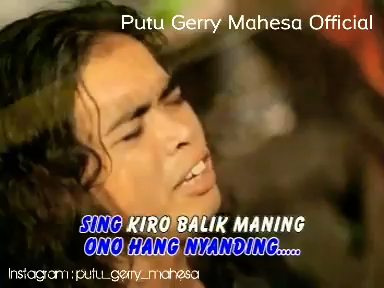 Putu Gerry Mahesa Official
SING KIRO BALIK MANING
ONO HANG NYANDING.....
Instagram : putu_gerry_mahesa